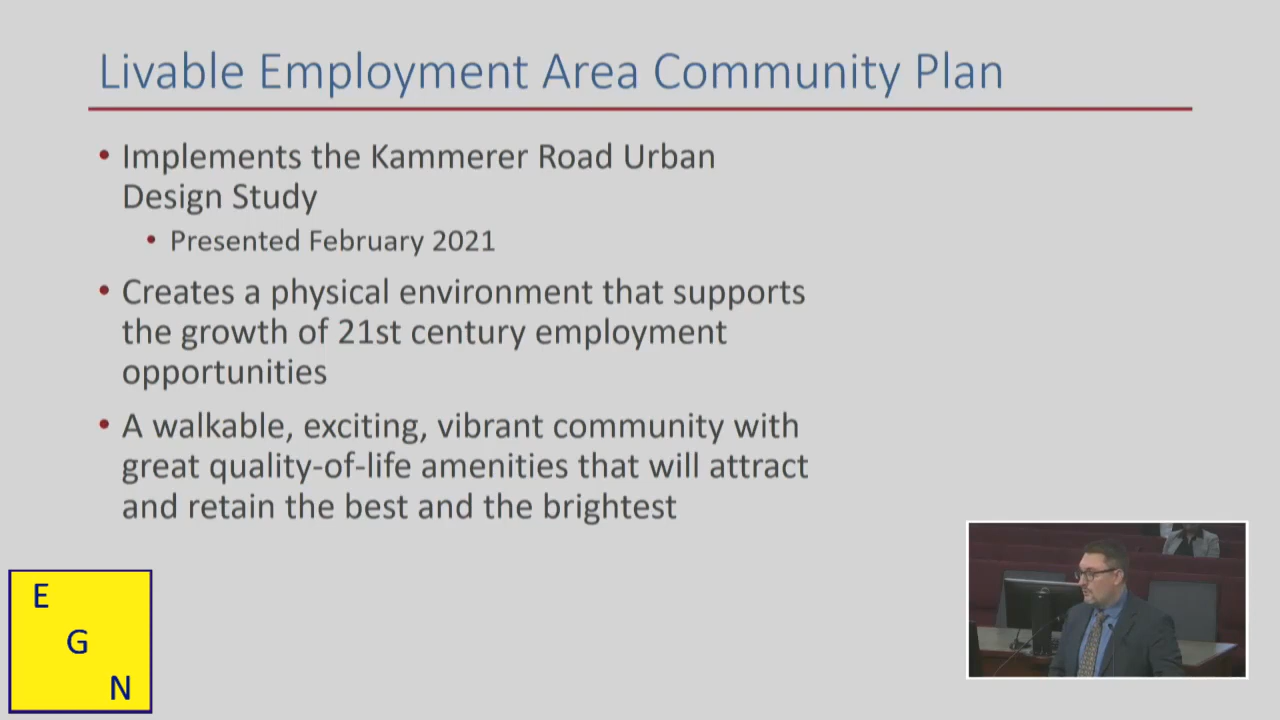 Livable Employment Area Community Plan
• Implements the Kammerer Road Urban
Design Study
• Presented February 2021
• Creates a physical environment that supports
the growth of 21st century employment
opportunities
• A walkable, exciting, vibrant community with
great quality-of-life amenities that will attract
and retain the best and the brightest
E
G
N